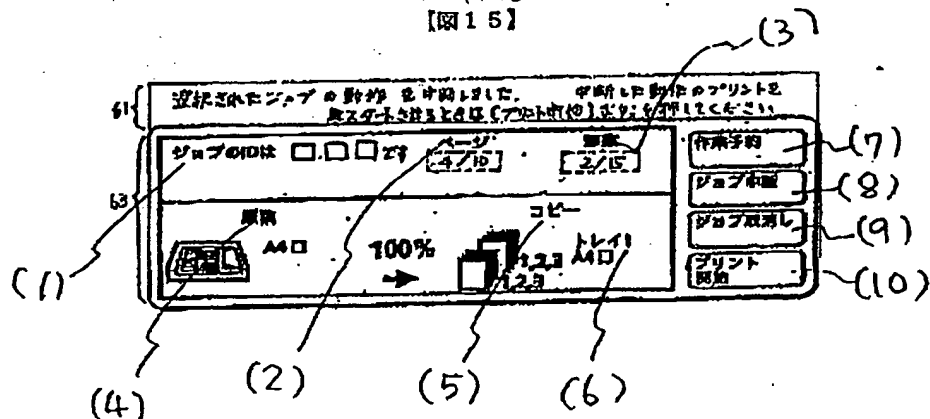 【図15】
(3)
選択されたジョブの動作を中断しました. 中断した動作のプリントを
再スタートさせるときは[プリント開始]ボタンを押してください
61
ジョブのIDは □.□□です
ページ
4/10
部数
2/15
作業予約
(7)
ジョブ中断
(8)
63
原稿
A4□
100%
コピー
1,2,3
1,2,3
トレイ1
A4□
ジョブ取消し
(9)
プリント
開始
(10)
(1)
(4)
(2)
(5)
(6)